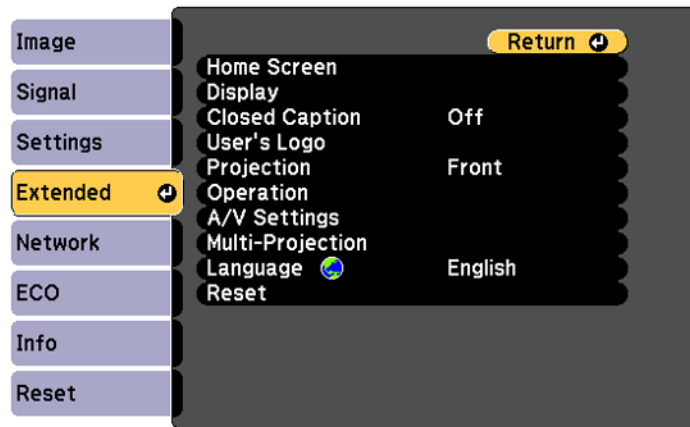 Image
Signal
Settings
Extended
Network
ECO
Info
Reset
Return
Home Screen
Display
Closed Caption Off
User's Logo
Projection Front
Operation
A/V Settings
Multi-Projection
Language English
Reset